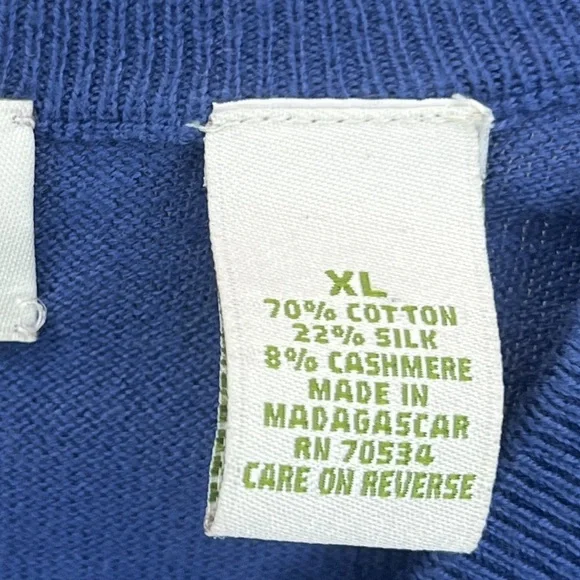 XL
70% COTTON
22% SILK
8% CASHMERE
MADE IN
MADAGASCAR
RN 70534
CARE ON REVERSE